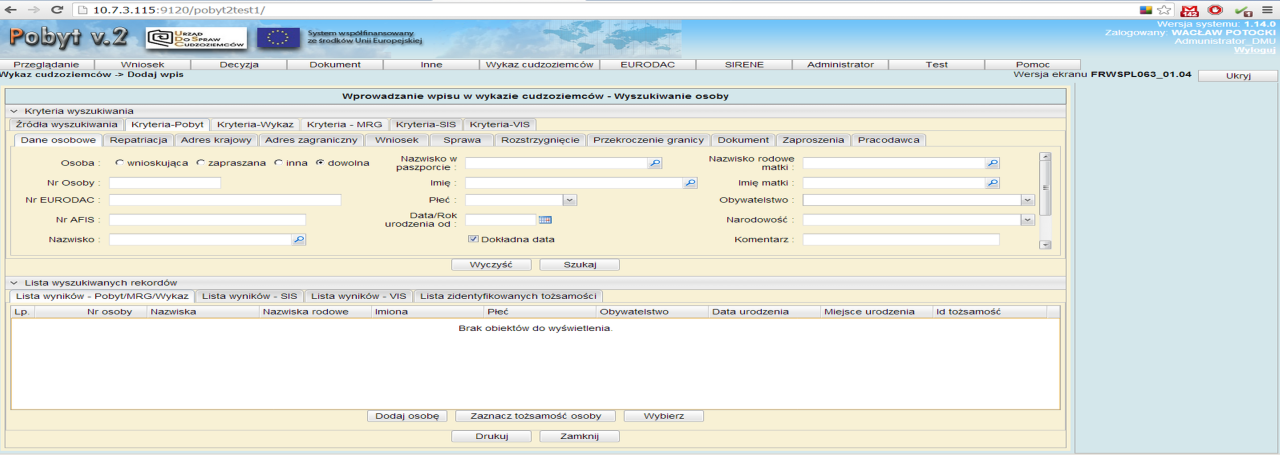 10.7.3.115:9120/pobyt2test1/
142
Wersja systemu: 1.14.0
Pobyt v.2 URZĄD DO SPRAW CUDZOZIEMCÓW System współfinansowany ze środków Unii Europejskiej
Zalogowany: WACŁAW POTOCKI
Administrator_DMU
Wyloguj
Przeglądanie Wniosek Decyzja Dokument Inne Wykaz cudzoziemców EURODAC SIRENE Administrator Test Pomoc
Wykaz cudzoziemców -> Dodaj wpis Wersja ekranu FRWSPL063_01.04 Ukryj
Wprowadzanie wpisu w wykazie cudzoziemców - Wyszukiwanie osoby
Kryteria wyszukiwania
Źródła wyszukiwania Kryteria-Pobyt Kryteria-Wykaz Kryteria - MRG Kryteria-SIS Kryteria-VIS
Dane osobowe Repatriacja Adres krajowy Adres zagraniczny Wniosek Sprawa Rozstrzygnięcie Przekroczenie granicy Dokument Zaproszenia Pracodawca
Osoba : wnioskująca zapraszana inna dowolna Nazwisko w paszporcie : Nazwisko rodowe matki :
Nr Osoby : Imię : Imię matki :
Nr EURODAC : Płeć : Obywatelstwo :
Nr AFIS : Data/Rok urodzenia od : Narodowość :
Nazwisko : Dokładna data Komentarz :
Wyczyść Szukaj
Lista wyszukiwanych rekordów
Lista wyników - Pobyt/MRG/Wykaz Lista wyników - SIS Lista wyników - VIS Lista zidentyfikowanych tożsamości
Lp. Nr osoby Nazwiska Nazwiska rodowe Imiona Płeć Obywatelstwo Data urodzenia Miejsce urodzenia Id tożsamość
Brak obiektów do wyświetlenia.
Dodaj osobę Zaznacz tożsamość osoby Wybierz
Drukuj Zamknij